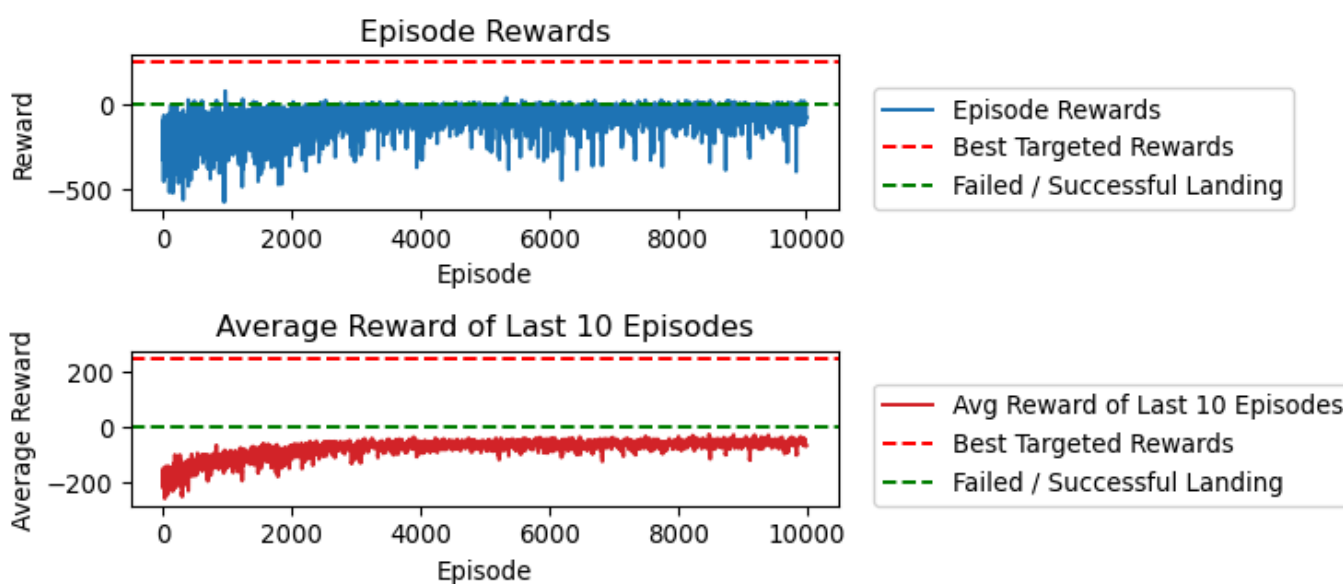 Episode Rewards
Reward
0
−500
0 2000 4000 6000 8000 10000
Episode
Episode Rewards
Best Targeted Rewards
Failed / Successful Landing
Average Reward of Last 10 Episodes
Average Reward
200
0
−200
0 2000 4000 6000 8000 10000
Episode
Avg Reward of Last 10 Episodes
Best Targeted Rewards
Failed / Successful Landing